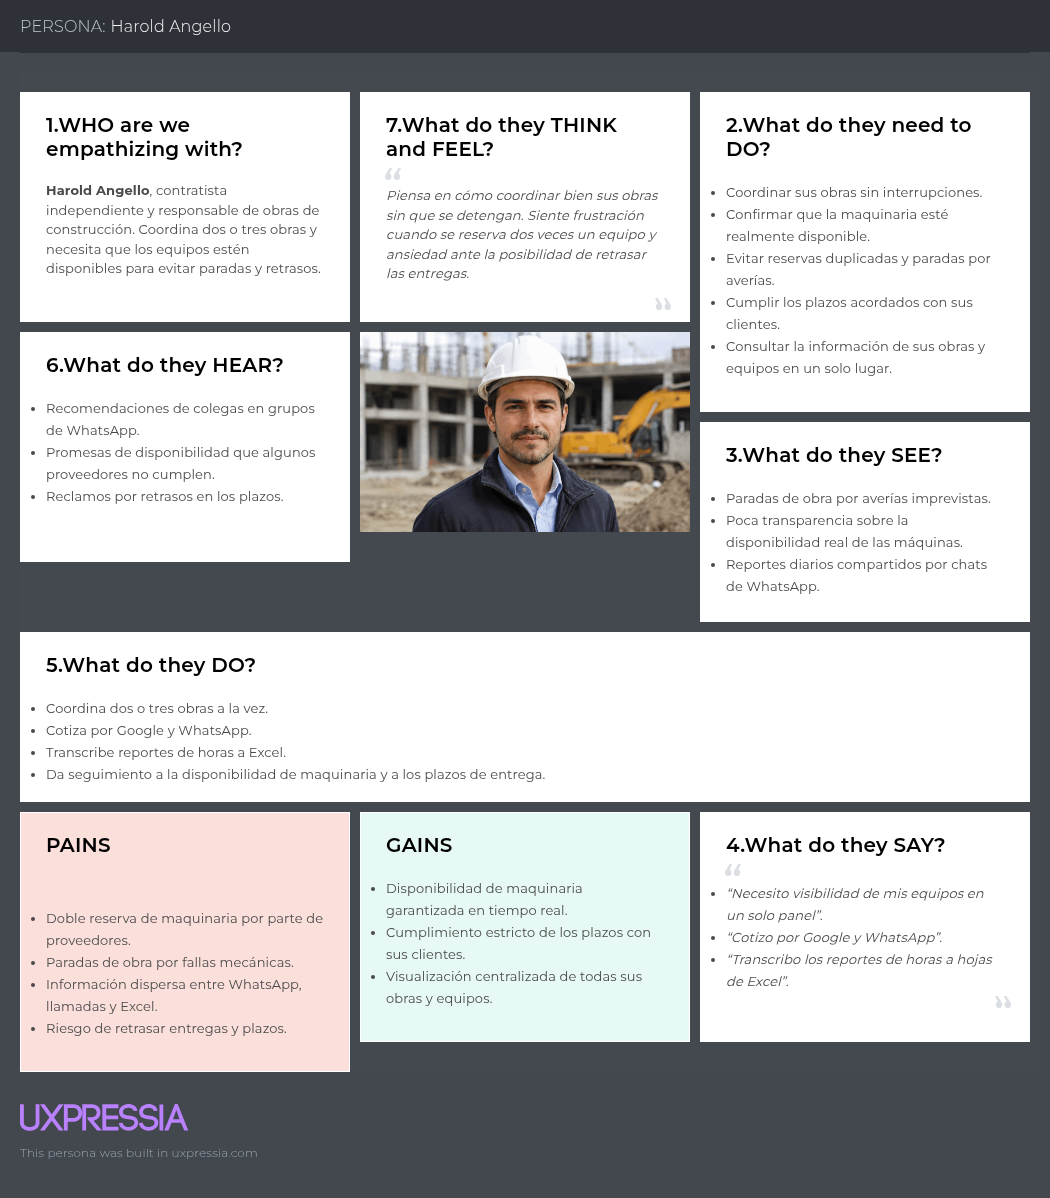 PERSONA: Harold Angello
1.WHO are we
empathizing with?
Harold Angello, contratista
independiente y responsable de obras de
construcción. Coordina dos o tres obras y
necesita que los equipos estén
disponibles para evitar paradas y retrasos.
7.What do they THINK
and FEEL?
“
Piensa en cómo coordinar bien sus obras
sin que se detengan. Siente frustración
cuando se reserva dos veces un equipo y
ansiedad ante la posibilidad de retrasar
las entregas.
”
2.What do they need to
DO?
• Coordinar sus obras sin interrupciones.
• Confirmar que la maquinaria esté
realmente disponible.
• Evitar reservas duplicadas y paradas por
averías.
• Cumplir los plazos acordados con sus
clientes.
• Consultar la información de sus obras y
equipos en un solo lugar.
6.What do they HEAR?
• Recomendaciones de colegas en grupos
de WhatsApp.
• Promesas de disponibilidad que algunos
proveedores no cumplen.
• Reclamos por retrasos en los plazos.
3.What do they SEE?
• Paradas de obra por averías imprevistas.
• Poca transparencia sobre la
disponibilidad real de las máquinas.
• Reportes diarios compartidos por chats
de WhatsApp.
5.What do they DO?
• Coordina dos o tres obras a la vez.
• Cotiza por Google y WhatsApp.
• Transcribe reportes de horas a Excel.
• Da seguimiento a la disponibilidad de maquinaria y a los plazos de entrega.
PAINS
• Doble reserva de maquinaria por parte de
proveedores.
• Paradas de obra por fallas mecánicas.
• Información dispersa entre WhatsApp,
llamadas y Excel.
• Riesgo de retrasar entregas y plazos.
GAINS
• Disponibilidad de maquinaria
garantizada en tiempo real.
• Cumplimiento estricto de los plazos con
sus clientes.
• Visualización centralizada de todas sus
obras y equipos.
4.What do they SAY?
“
• “Necesito visibilidad de mis equipos en
un solo panel”.
• “Cotizo por Google y WhatsApp”.
• “Transcribo los reportes de horas a hojas
de Excel”.
”
UXPRESSIA
This persona was built in uxpressia.com